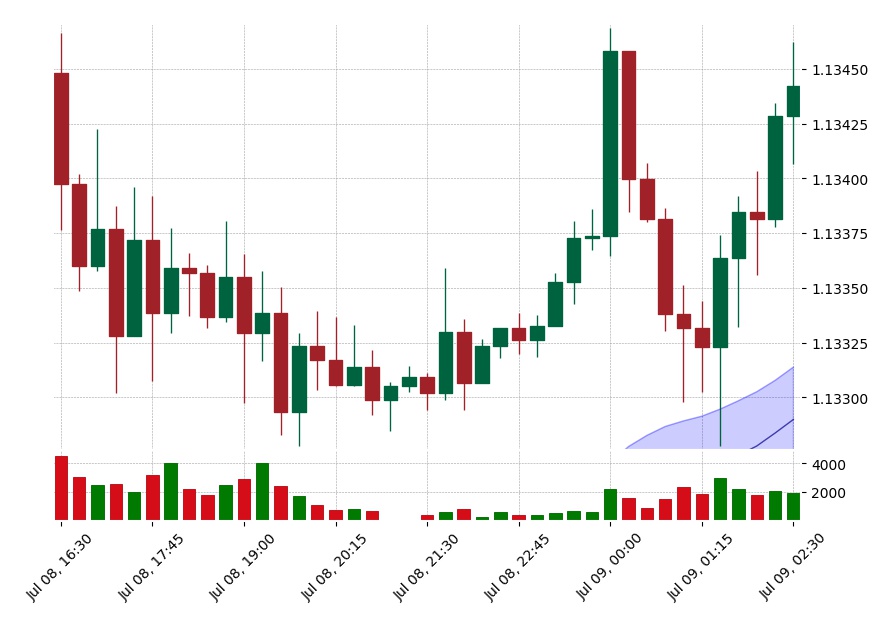 1.13450
1.13425
1.13400
1.13375
1.13350
1.13325
1.13300
4000
2000
Jul 08, 16:30
Jul 08, 17:45
Jul 08, 19:00
Jul 08, 20:15
Jul 08, 21:30
Jul 08, 22:45
Jul 09, 00:00
Jul 09, 01:15
Jul 09, 02:30